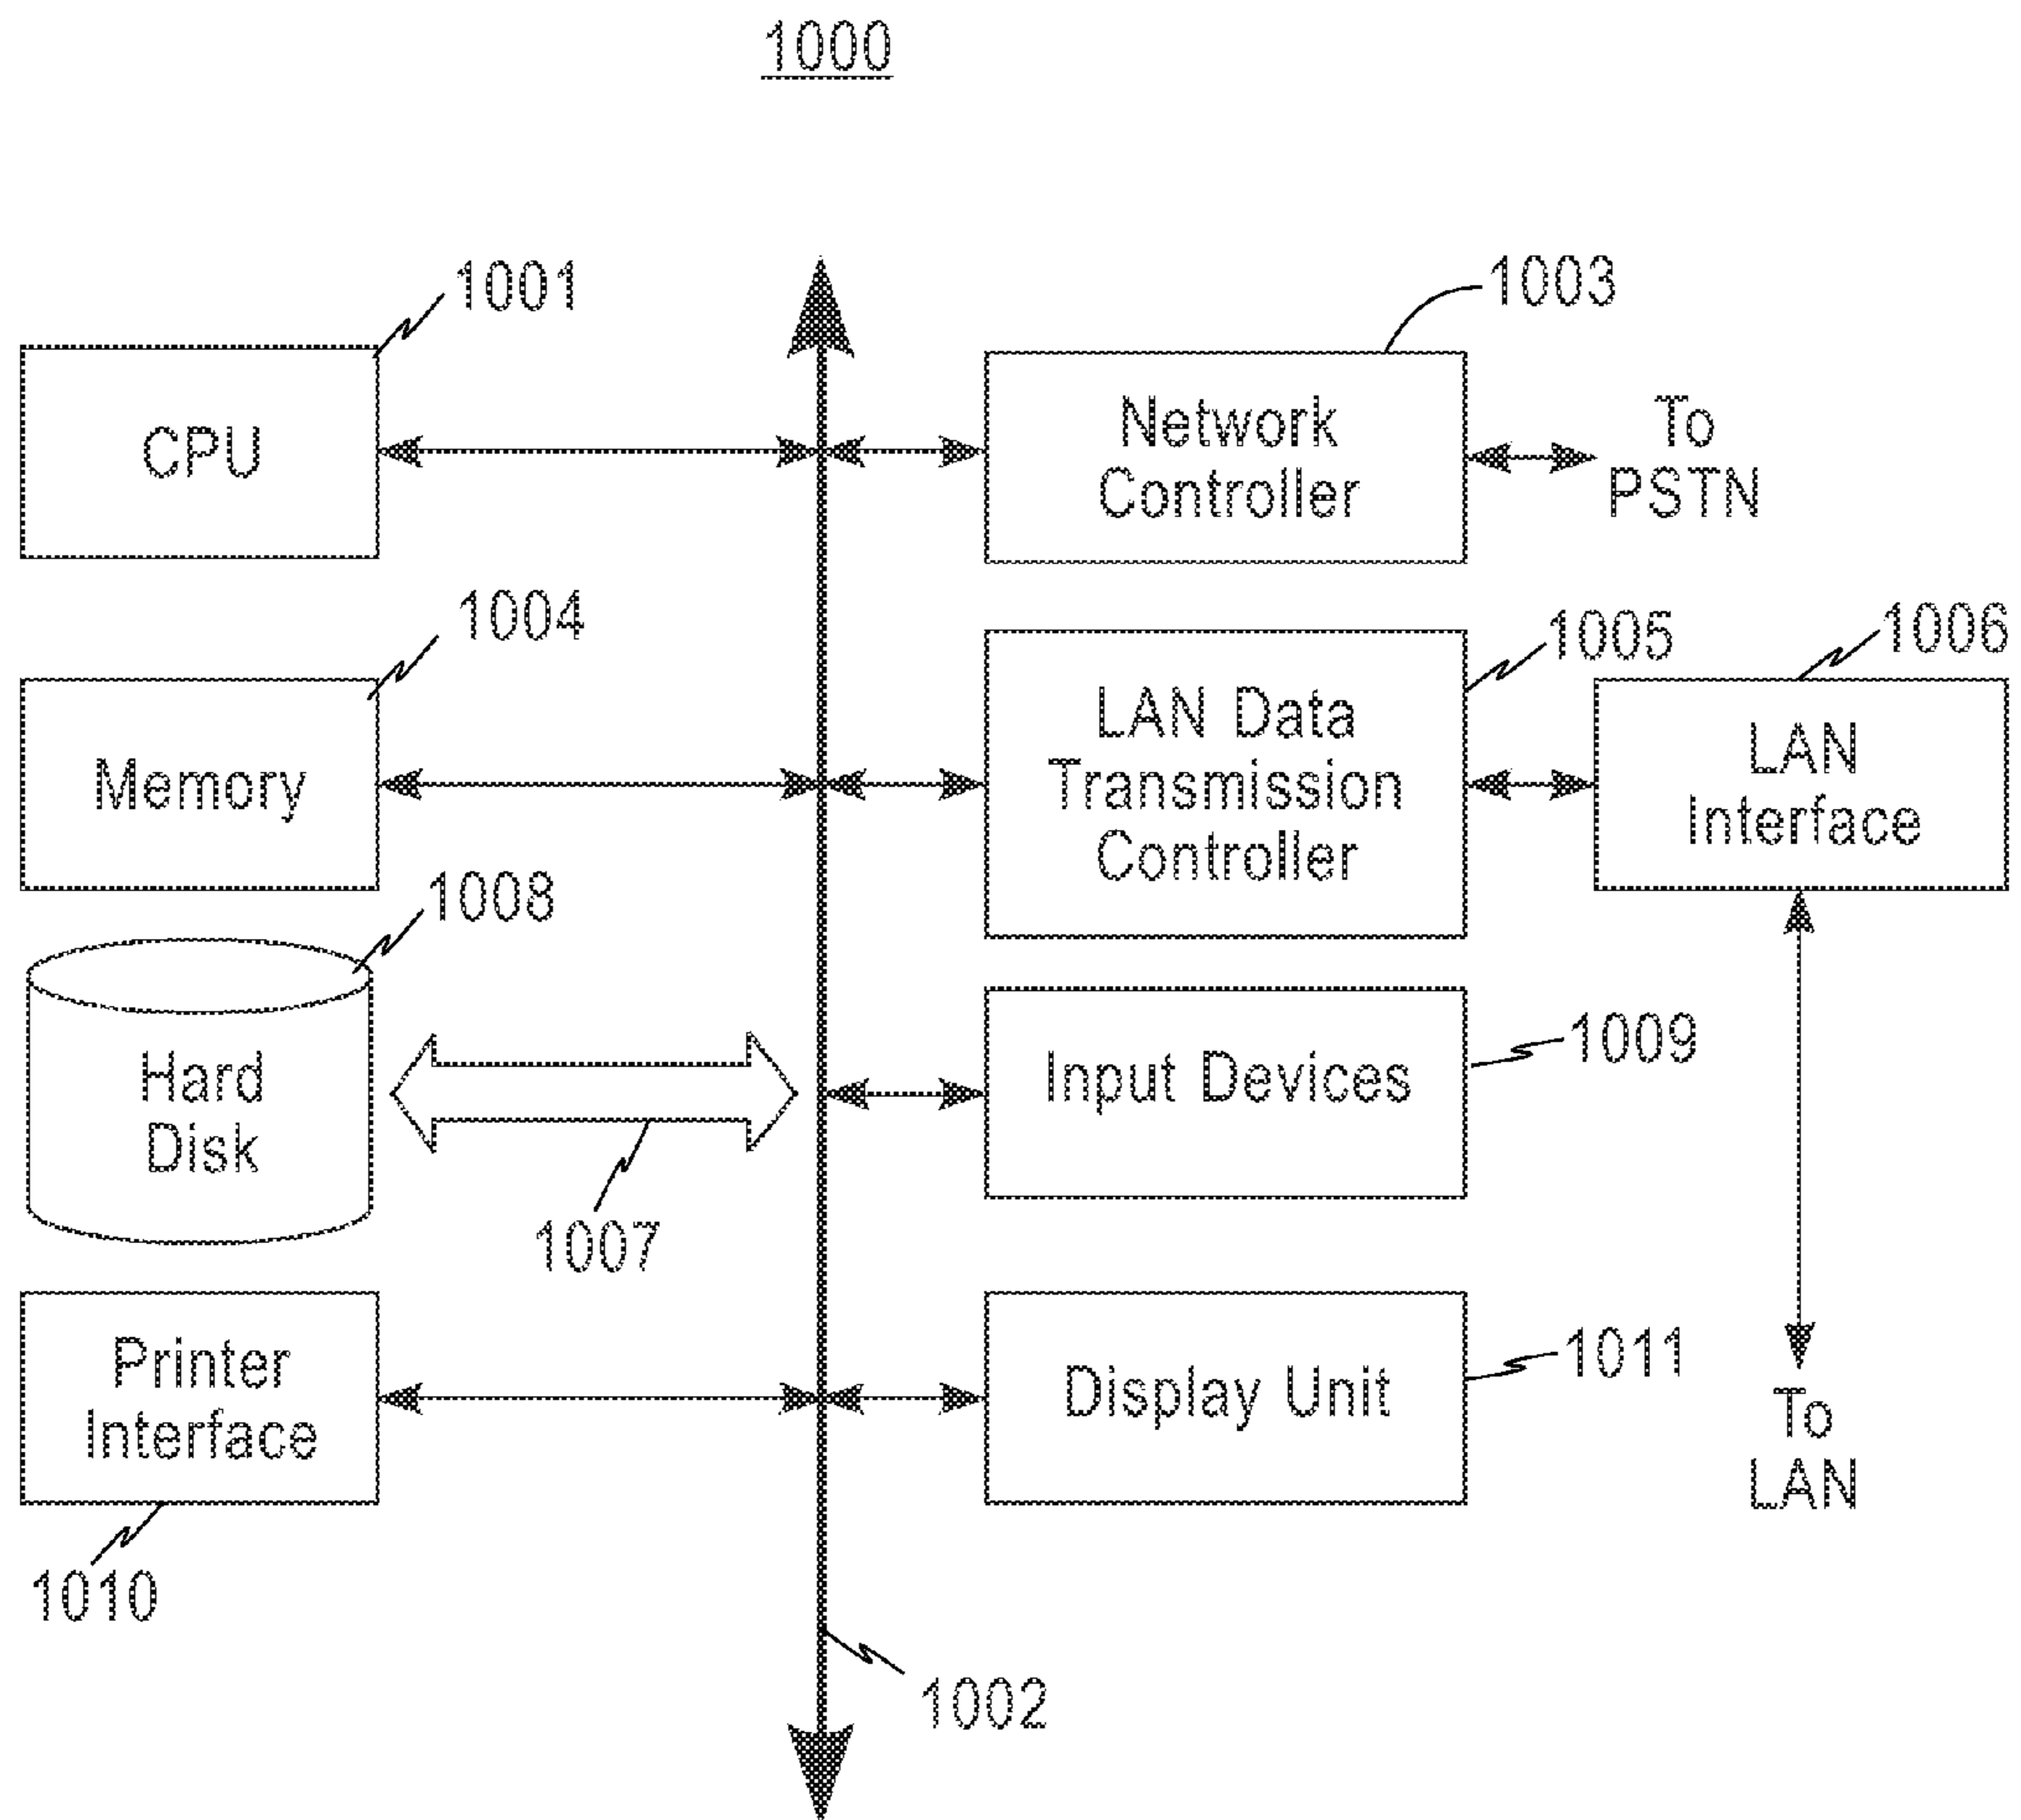 1000
1001
1003
CPU
Network
Controller
To
PSTN
1004
1005
1006
Memory
LAN Data
Transmission
Controller
LAN
Interface
1008
Hard
Disk
1007
Input Devices
1009
Printer
Interface
1010
Display Unit
1011
To
LAN
1002